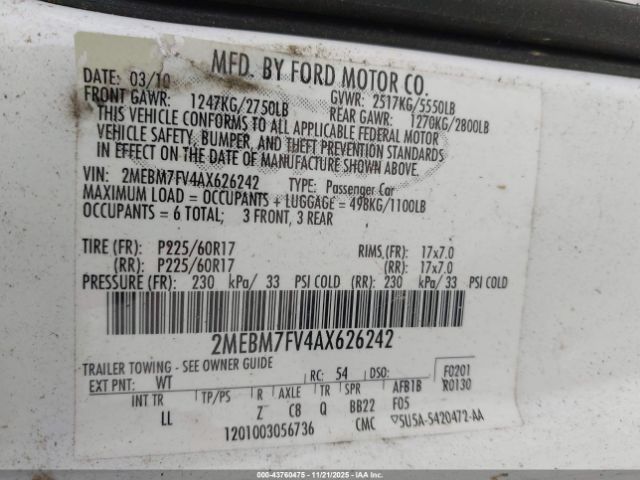 MFD. BY FORD MOTOR CO.
DATE: 03/10
FRONT GAWR: 1247KG/2750LB
GVWR: 2517KG/5550LB
REAR GAWR: 1270KG/2800LB
THIS VEHICLE CONFORMS TO ALL APPLICABLE FEDERAL MOTOR
VEHICLE SAFETY, BUMPER, AND THEFT PREVENTION STANDARDS
IN EFFECT ON THE DATE OF MANUFACTURE SHOWN ABOVE.
VIN: 2MEBM7FV4AX626242 TYPE: Passenger Car
MAXIMUM LOAD = OCCUPANTS + LUGGAGE = 498KG/1100LB
OCCUPANTS = 6 TOTAL; 3 FRONT, 3 REAR
TIRE (FR): P225/60R17 RIMS (FR): 17x7.0
(RR): P225/60R17 (RR): 17x7.0
PRESSURE (FR): 230 kPa/ 33 PSI COLD (RR): 230 kPa/ 33 PSI COLD
2MEBM7FV4AX626242
TRAILER TOWING - SEE OWNER GUIDE
EXT PNT: WT RC: 54 DSO: F0201
INT TR TP/PS R AXLE TR SPR AFB1B R0130
LL Z C8 Q BB22 F05
1201003056736 CMC ▽5U5A-5420472-AA
000-43760475 - 11/21/2025 - IAAI Holdings, LLC Copyright